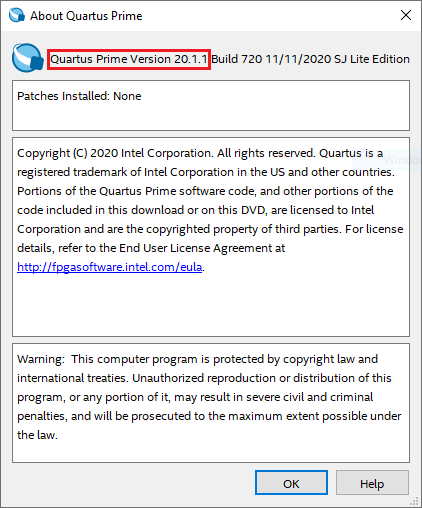 About Quartus Prime
Quartus Prime Version 20.1.1 Build 720 11/11/2020 SJ Lite Edition
Patches Installed: None
Copyright (C) 2020 Intel Corporation. All rights reserved. Quartus is a
registered trademark of Intel Corporation in the US and other countries.
Portions of the Quartus Prime software code, and other portions of the
code included in this download or on this DVD, are licensed to Intel
Corporation and are the copyrighted property of third parties. For license
details, refer to the End User License Agreement at
http://fpgasoftware.intel.com/eula.
Warning:  This computer program is protected by copyright law and
international treaties. Unauthorized reproduction or distribution of this
program, or any portion of it, may result in severe civil and criminal
penalties, and will be prosecuted to the maximum extent possible under
the law.
OK
Help